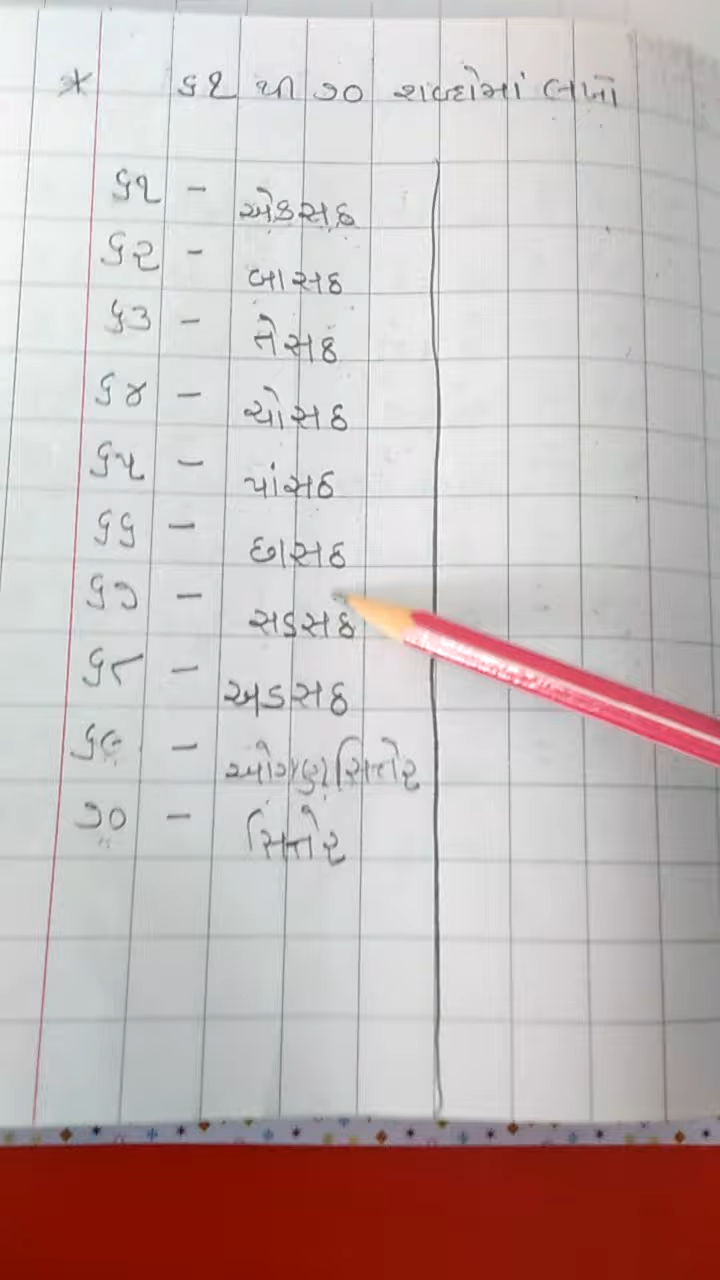 * ૬૧ થી ૭૦ શબ્દોમાં લખો
૬૧ - એકસઠ
૬૨ - બાસઠ
૬૩ - તેસઠ
૬૪ - ચોસઠ
૬૫ - પાંસઠ
૬૬ - છાસઠ
૬૭ - સડસઠ
૬૮ - અડસઠ
૬૯ - ઓગણસિત્તેર
૭૦ - સિત્તેર